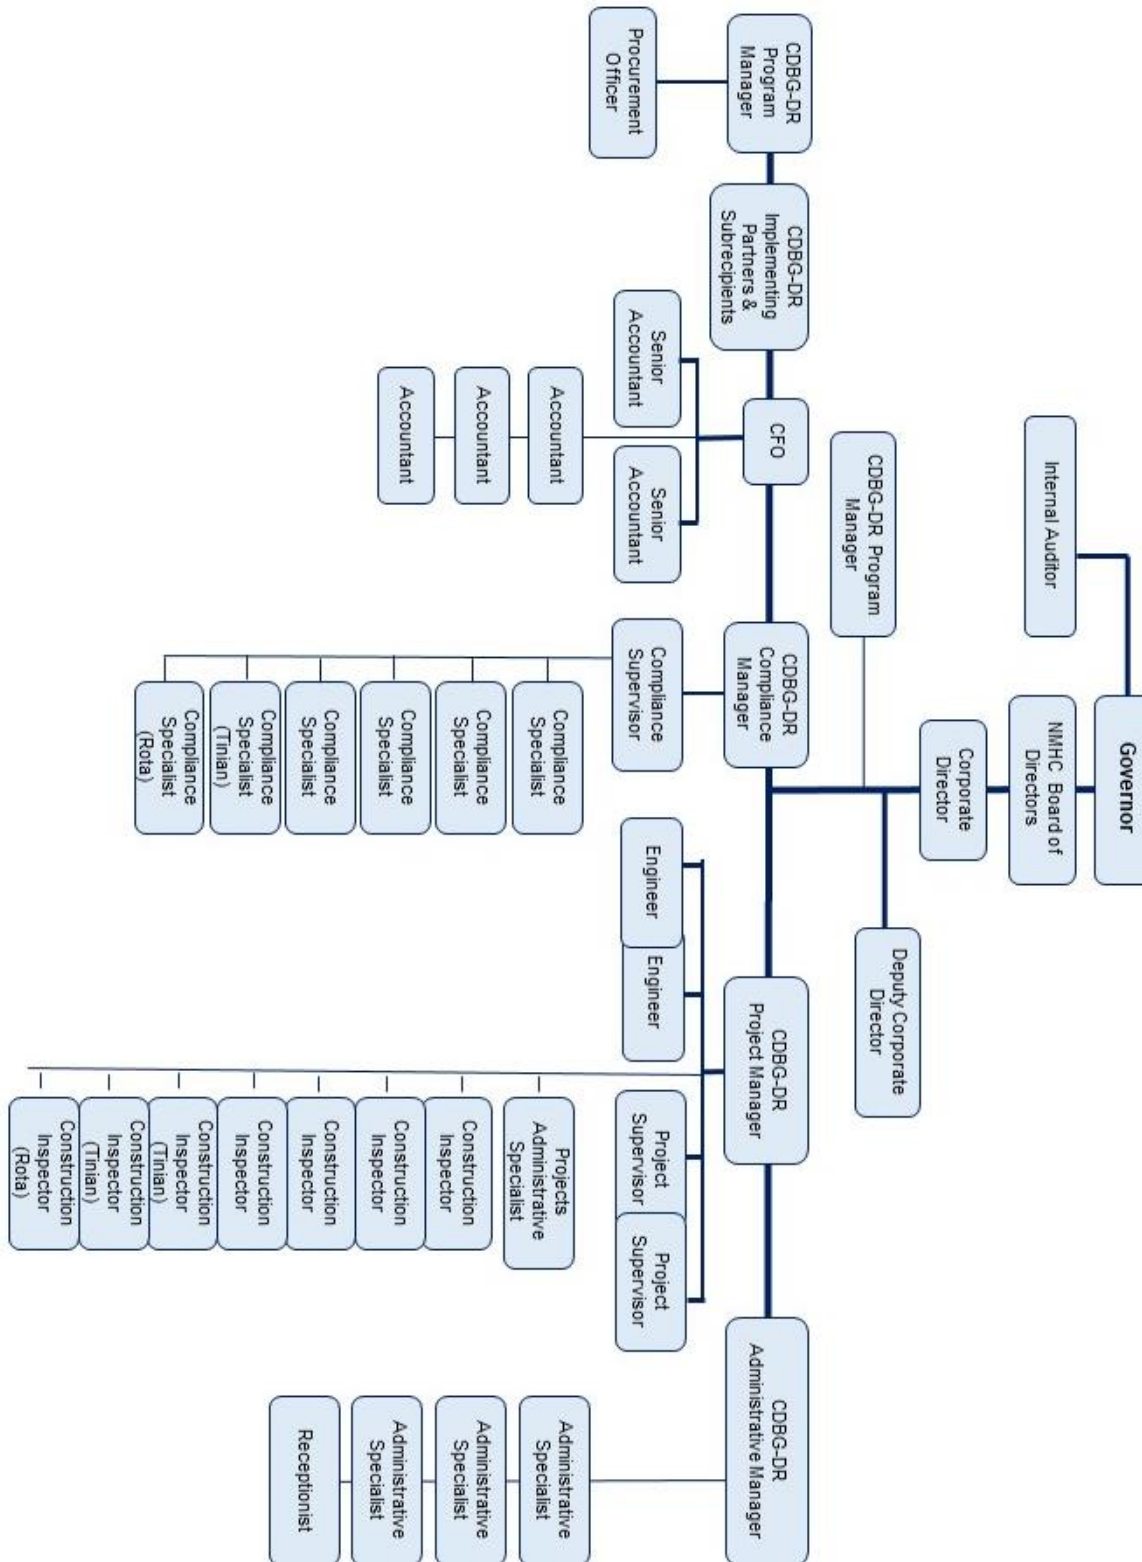 Governor
Internal Auditor
NMHC Board of
Directors
Corporate
Director
Deputy Corporate
Director
CDBG-DR Program
Manager
CDBG-DR
Program
Manager
CDBG-DR
Implementing
Partners &
Subrecipients
CFO
CDBG-DR
Compliance
Manager
CDBG-DR
Project Manager
CDBG-DR
Administrative Manager
Procurement
Officer
Senior
Accountant
Senior
Accountant
Accountant
Accountant
Accountant
Compliance
Supervisor
Compliance
Specialist
Compliance
Specialist
Compliance
Specialist
Compliance
Specialist
Compliance
Specialist
(Tinian)
Compliance
Specialist
(Rota)
Engineer
Engineer
Project
Supervisor
Project
Supervisor
Projects
Administrative
Specialist
Construction
Inspector
Construction
Inspector
Construction
Inspector
Construction
Inspector
Construction
Inspector
(Tinian)
Construction
Inspector
(Tinian)
Construction
Inspector
(Rota)
Administrative
Specialist
Administrative
Specialist
Administrative
Specialist
Receptionist